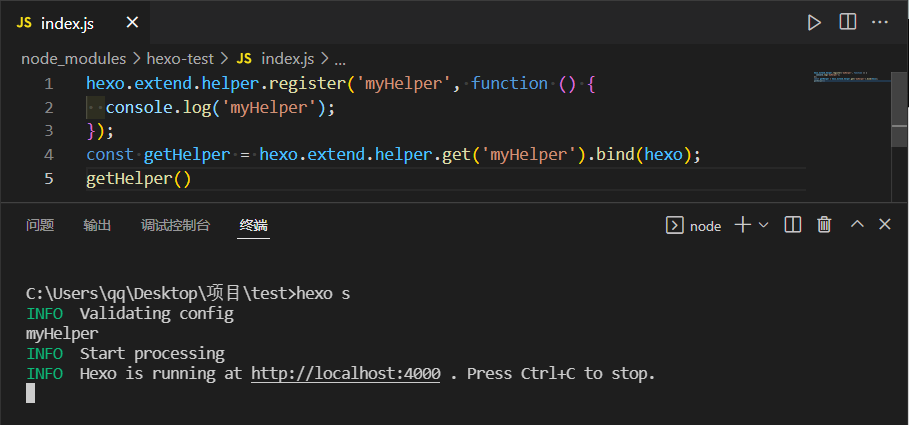 JS index.js
node_modules > hexo-test > JS index.js > ...
1 hexo.extend.helper.register('myHelper', function () {
2 console.log('myHelper');
3 });
4 const getHelper = hexo.extend.helper.get('myHelper').bind(hexo);
5 getHelper()
问题 输出 调试控制台 终端 node
C:\Users\qq\Desktop\项目\test>hexo s
INFO Validating config
myHelper
INFO Start processing
INFO Hexo is running at http://localhost:4000 . Press Ctrl+C to stop.